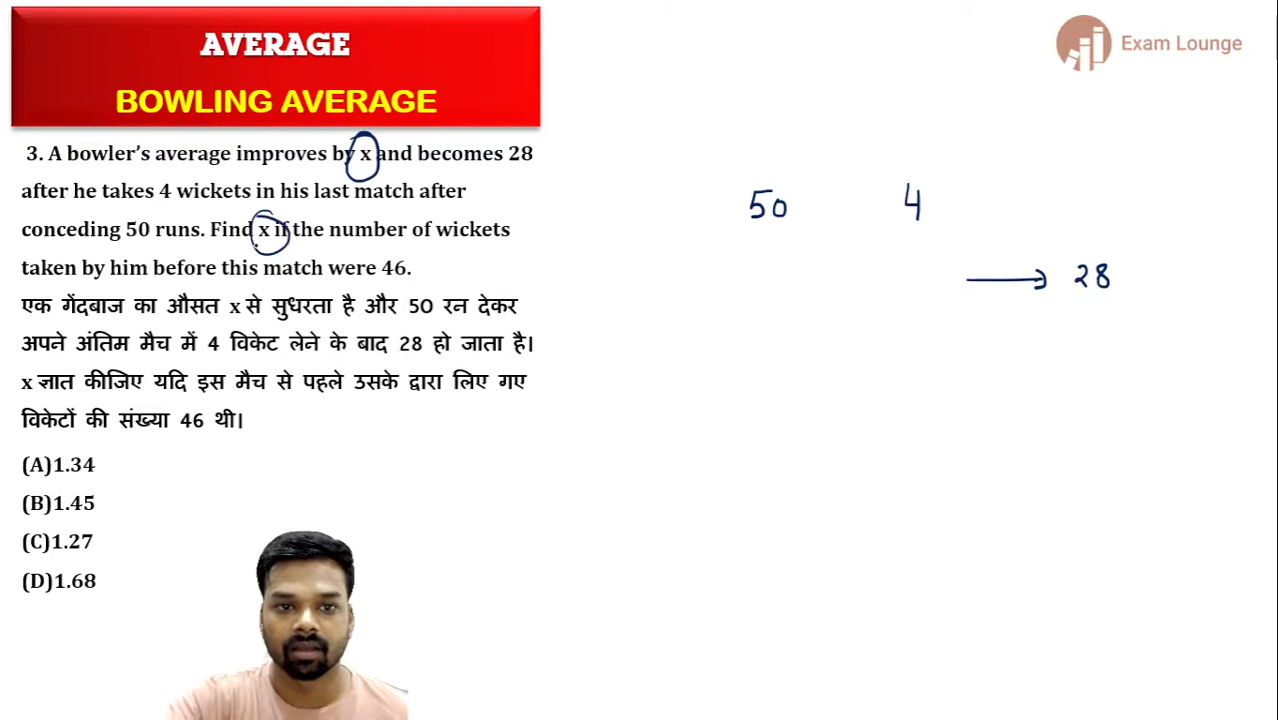 AVERAGE
BOWLING AVERAGE
Exam Lounge
3. A bowler's average improves by x and becomes 28
after he takes 4 wickets in his last match after
conceding 50 runs. Find x if the number of wickets
taken by him before this match were 46.
एक गेंदबाज का औसत x से सुधरता है और 50 रन देकर
अपने अंतिम मैच में 4 विकेट लेने के बाद 28 हो जाता है।
x ज्ञात कीजिए यदि इस मैच से पहले उसके द्वारा लिए गए
विकेटों की संख्या 46 थी।
(A)1.34
(B)1.45
(C)1.27
(D)1.68
50 4
28